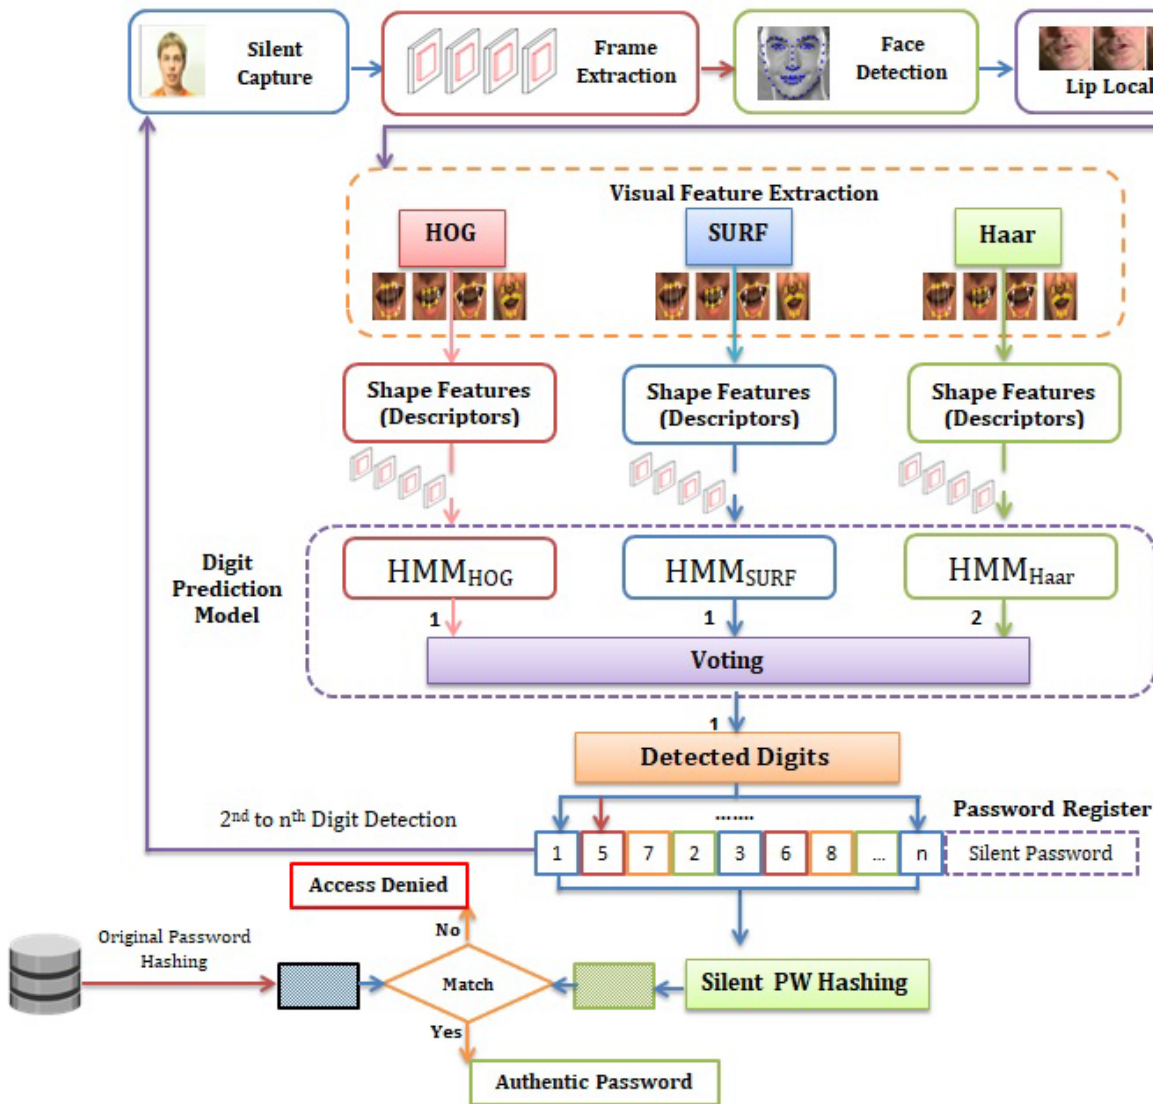 Silent
Capture
Frame
Extraction
Face
Detection
Lip Local
Visual Feature Extraction
HOG
SURF
Haar
Shape Features
(Descriptors)
Shape Features
(Descriptors)
Shape Features
(Descriptors)
Digit
Prediction
Model
HMMHOG
HMMSURF
HMMHaar
1
1
2
Voting
1
Detected Digits
2nd to nth Digit Detection
.......
Password Register
1 5 7 2 3 6 8 ... n
Silent Password
Access Denied
No
Original Password
Hashing
Match
Silent PW Hashing
Yes
Authentic Password